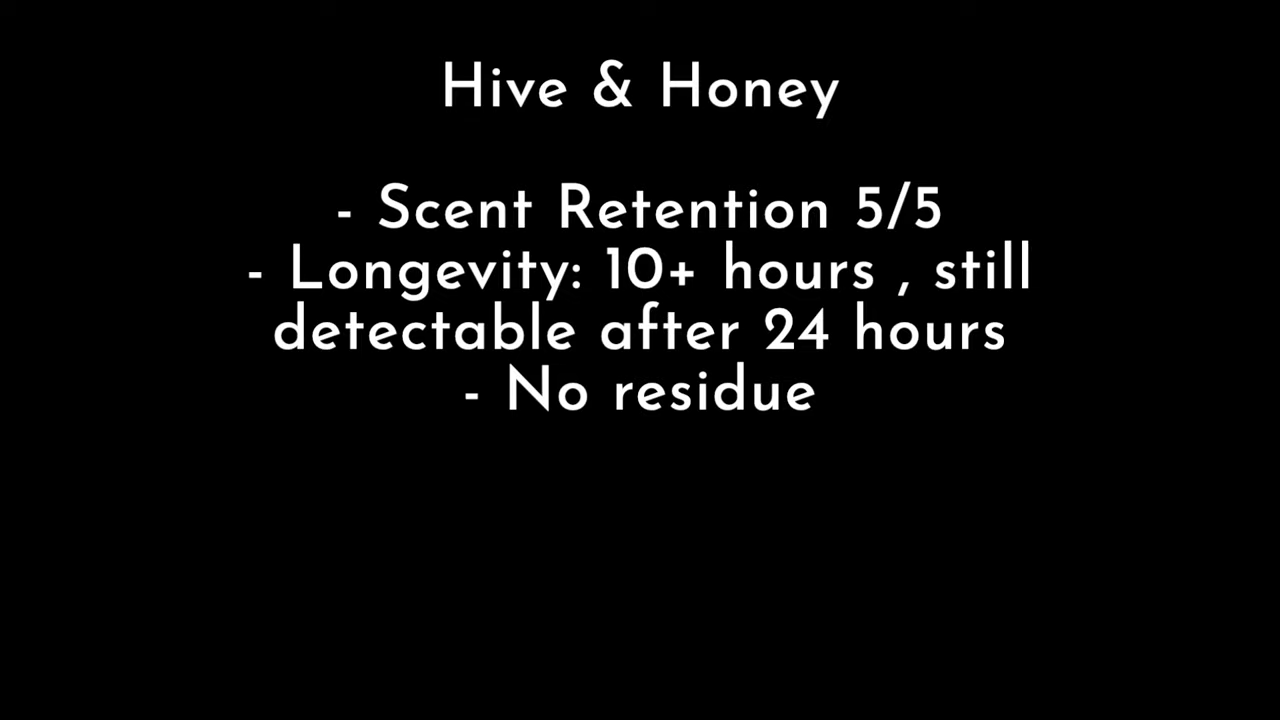 Hive & Honey
- Scent Retention 5/5
- Longevity: 10+ hours , still
detectable after 24 hours
- No residue